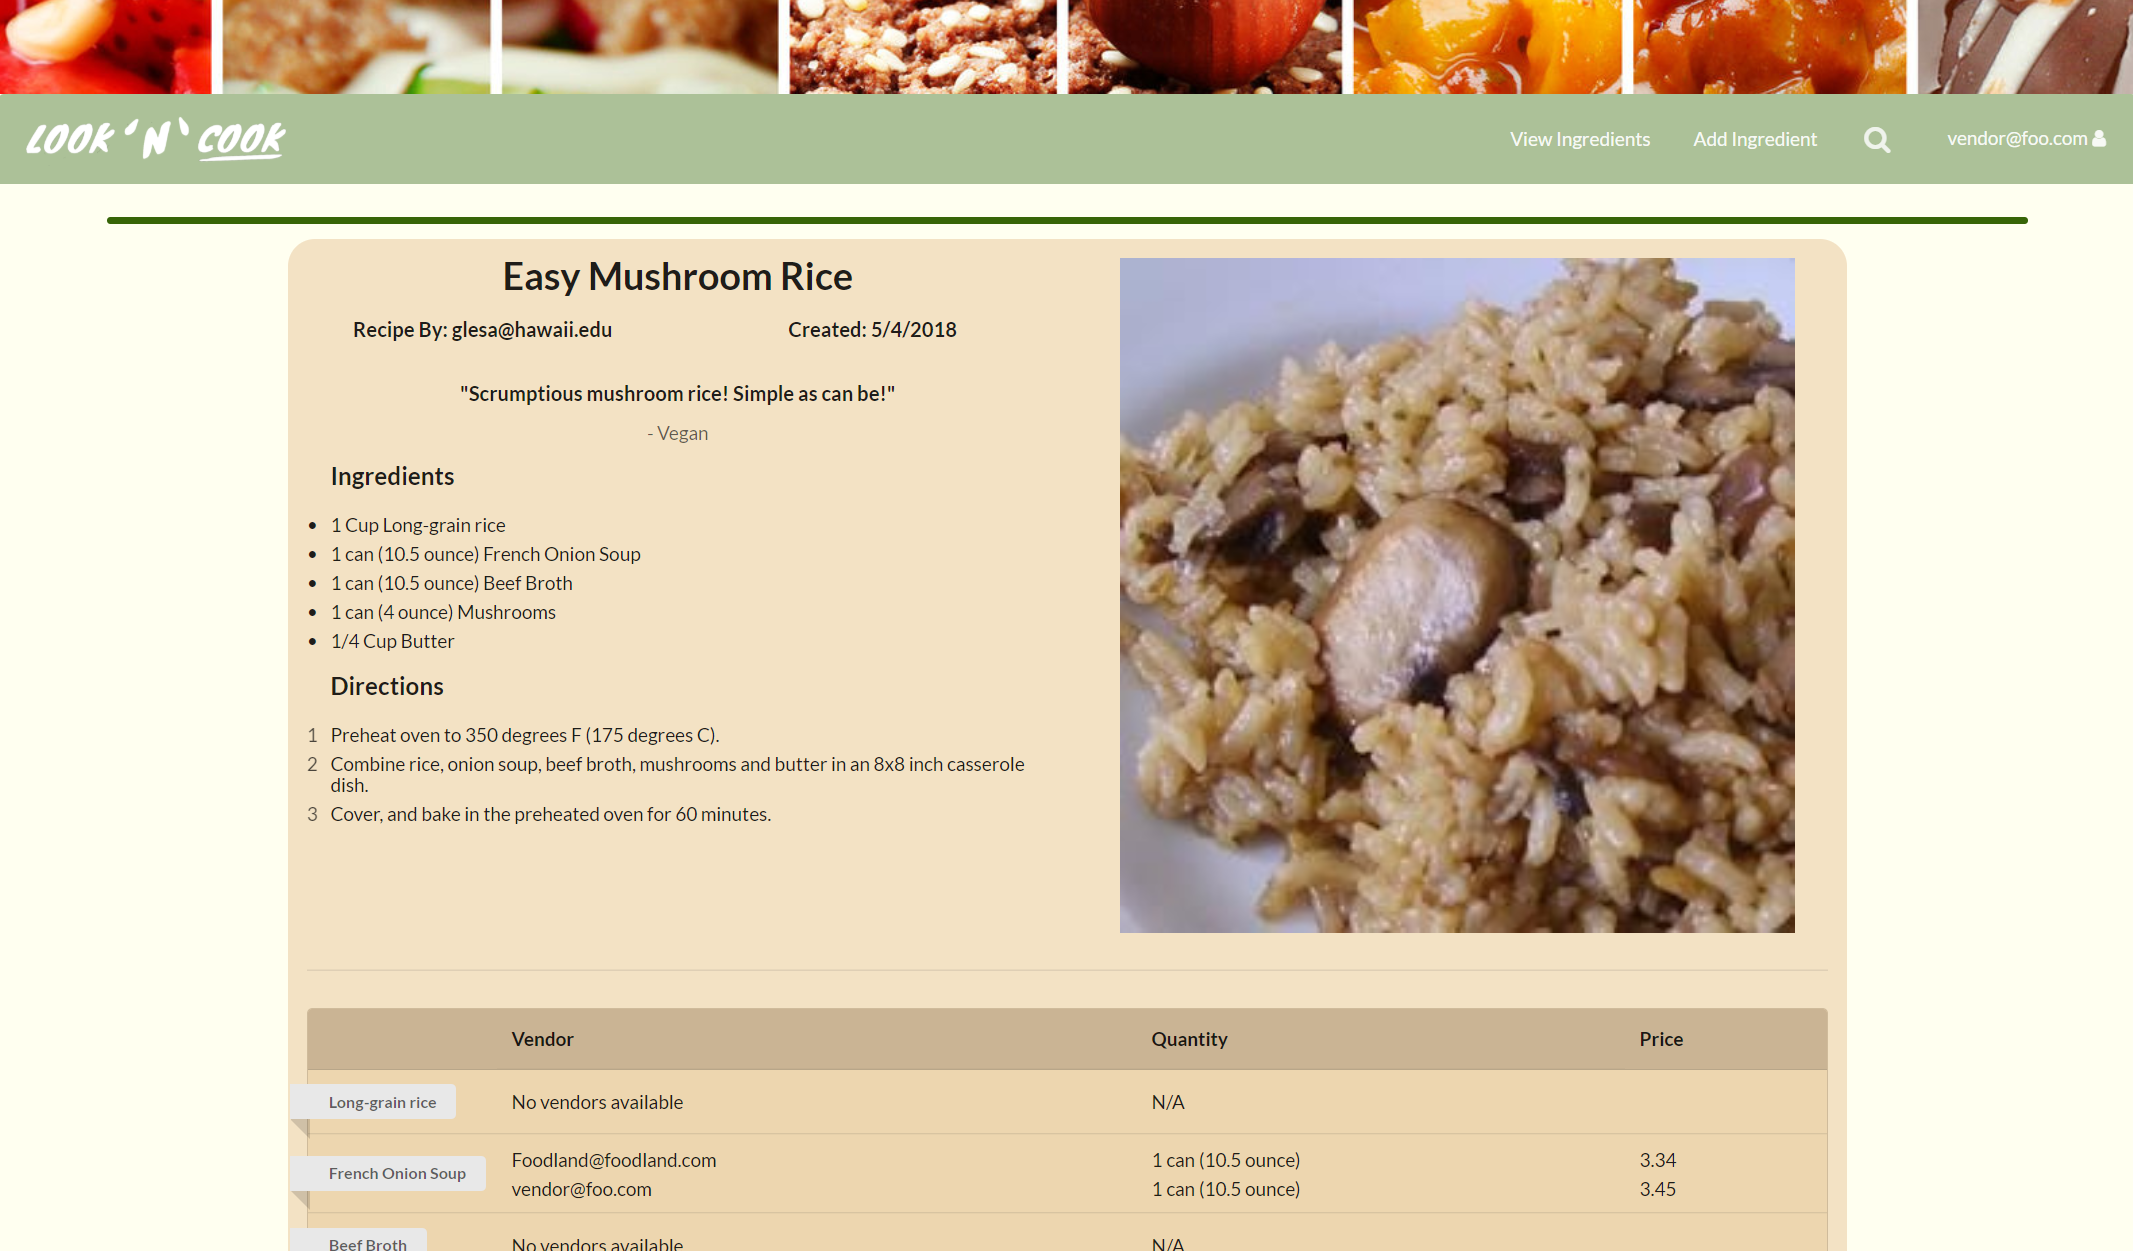 LOOK 'N' COOK
View Ingredients
Add Ingredient
vendor@foo.com
Easy Mushroom Rice
Recipe By: glesa@hawaii.edu
Created: 5/4/2018
"Scrumptious mushroom rice! Simple as can be!"
- Vegan
Ingredients
• 1 Cup Long-grain rice
• 1 can (10.5 ounce) French Onion Soup
• 1 can (10.5 ounce) Beef Broth
• 1 can (4 ounce) Mushrooms
• 1/4 Cup Butter
Directions
1 Preheat oven to 350 degrees F (175 degrees C).
2 Combine rice, onion soup, beef broth, mushrooms and butter in an 8x8 inch casserole
dish.
3 Cover, and bake in the preheated oven for 60 minutes.
Vendor Quantity Price
Long-grain rice No vendors available N/A
French Onion Soup
Foodland@foodland.com 1 can (10.5 ounce) 3.34
vendor@foo.com 1 can (10.5 ounce) 3.45
Beef Broth No vendors available N/A